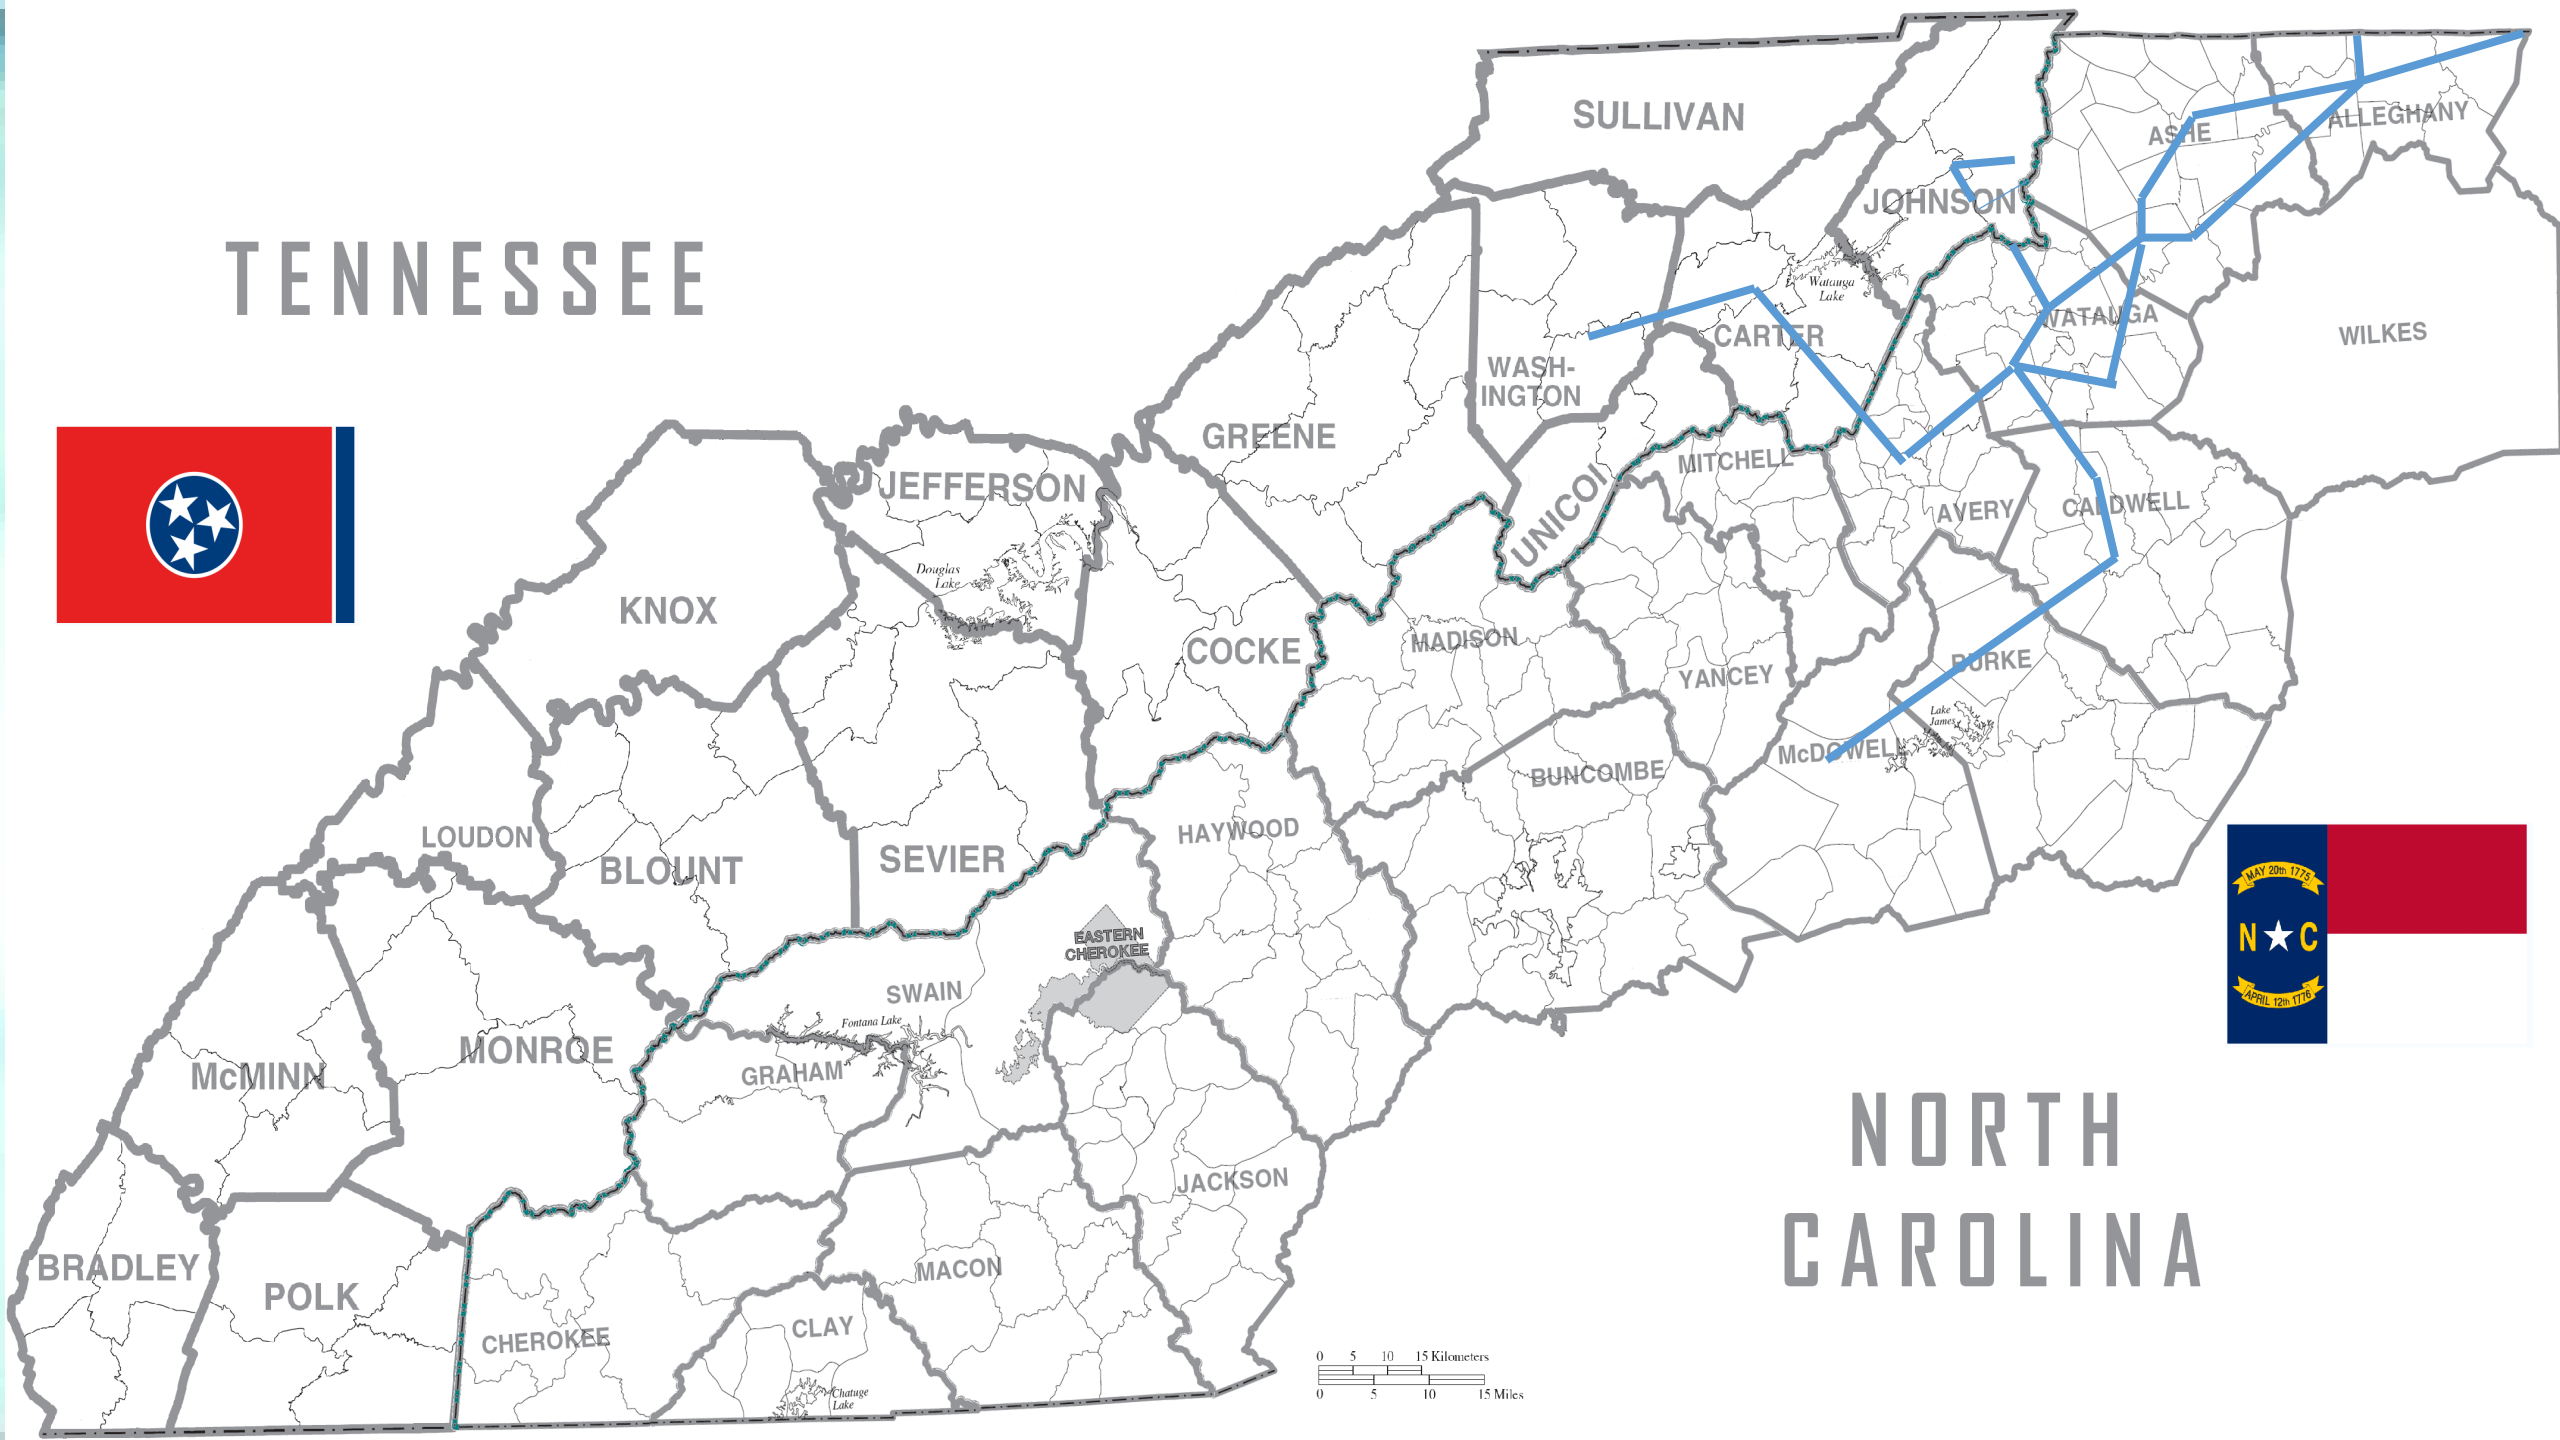 SULLIVAN
ALLEGHANY
ASHE
JOHNSON
TENNESSEE
Watauga
Lake
WATAUGA
WILKES
CARTER
WASH-
INGTON
GREENE
MITCHELL
JEFFERSON
UNICOI
AVERY
CALDWELL
Douglas
Lake
KNOX
MADISON
COCKE
BURKE
YANCEY
Lake
James
McDOWELL
BUNCOMBE
HAYWOOD
LOUDON
SEVIER
BLOUNT
MAY 20th 1775
N C
APRIL 12th 1776
EASTERN
CHEROKEE
SWAIN
Fontana Lake
MONROE
McMINN
GRAHAM
NORTH
CAROLINA
JACKSON
BRADLEY
POLK
MACON
CLAY
CHEROKEE
0 5 10 15 Kilometers
0 5 10 15 Miles
Chatuge
Lake